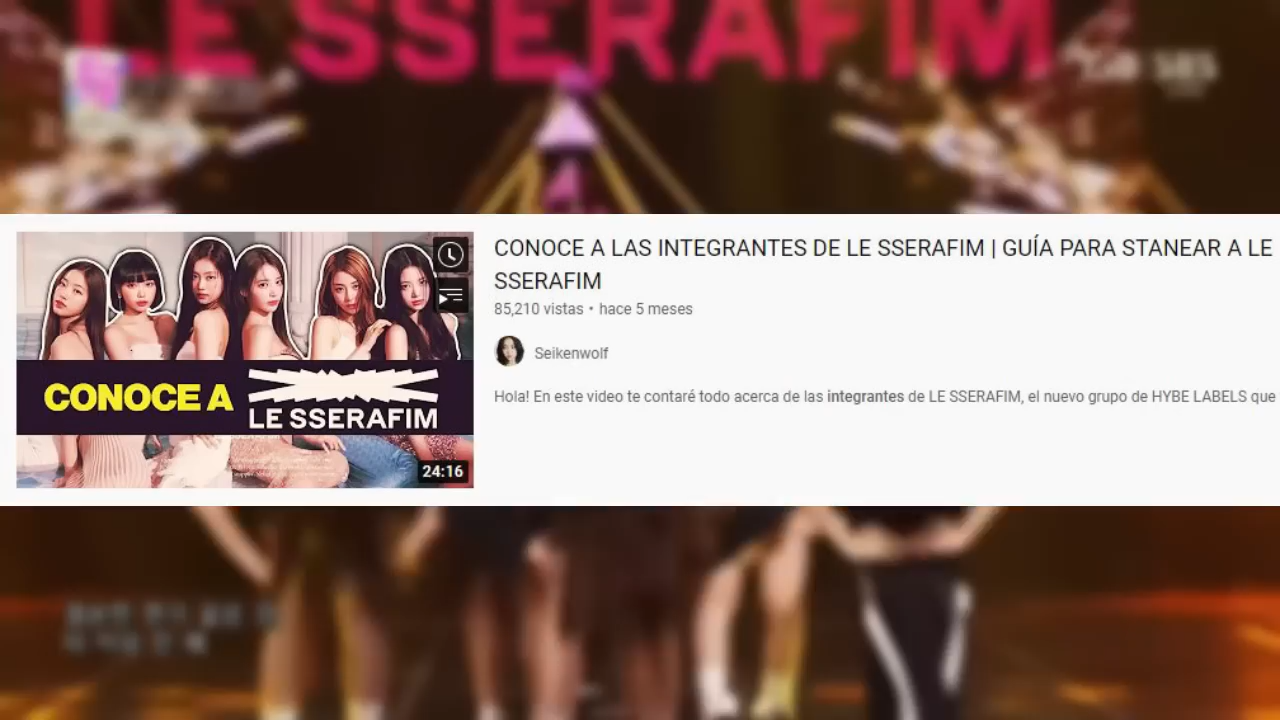 LE SSERAFIM
SBS
CONOCE A LAS INTEGRANTES DE LE SSERAFIM | GUÍA PARA STANEAR A LE
SSERAFIM
85,210 vistas • hace 5 meses
Seikenwolf
Hola! En este video te contaré todo acerca de las integrantes de LE SSERAFIM, el nuevo grupo de HYBE LABELS que
CONOCE A
LE SSERAFIM
24:16